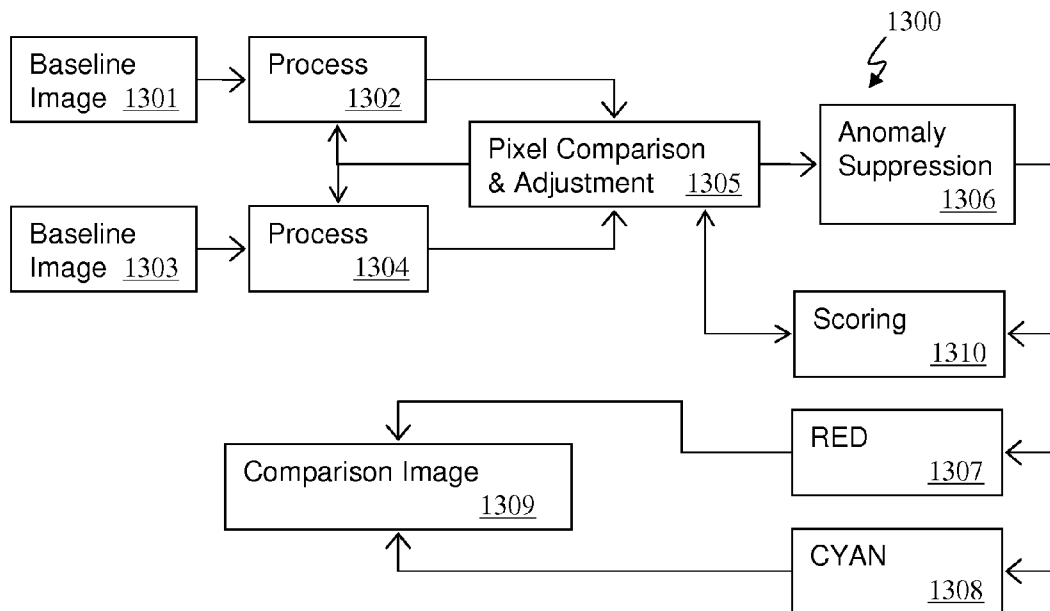 1300
Baseline
Image 1301
Process
1302
Pixel Comparison
& Adjustment 1305
Anomaly
Suppression
1306
Baseline
Image 1303
Process
1304
Scoring
1310
RED
1307
Comparison Image
1309
CYAN
1308